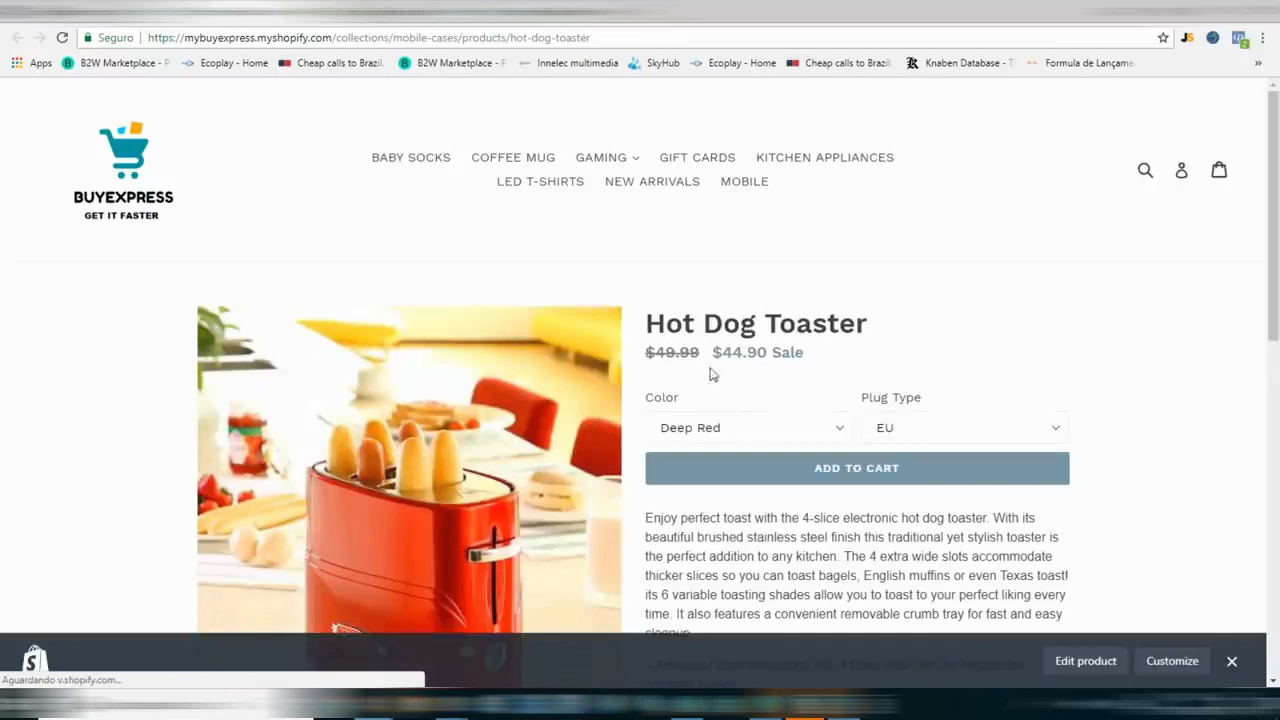 Seguro
https://mybuyexpress.myshopify.com/collections/mobile-cases/products/hot-dog-toaster
Apps B2W Marketplace - P Ecoplay - Home Cheap calls to Brazil B2W Marketplace - P Innelec multimedia SkyHub Ecoplay - Home Cheap calls to Brazil Knaben Database - T Formula de Lançame
BABY SOCKS COFFEE MUG GAMING GIFT CARDS KITCHEN APPLIANCES
LED T-SHIRTS NEW ARRIVALS MOBILE
BUYEXPRESS
GET IT FASTER
Hot Dog Toaster
$49.99 $44.90 Sale
Color Plug Type
Deep Red EU
ADD TO CART
Enjoy perfect toast with the 4-slice electronic hot dog toaster. With its
beautiful brushed stainless steel finish this traditional yet stylish toaster is
the perfect addition to any kitchen. The 4 extra wide slots accommodate
thicker slices so you can toast bagels, English muffins or even Texas toast!
its 6 variable toasting shades allow you to toast to your perfect liking every
time. It also features a convenient removable crumb tray for fast and easy
cleanup.
Edit product Customize
Aguardando v.shopify.com...